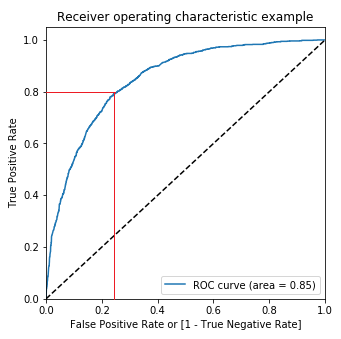 Receiver operating characteristic example
1.0
0.8
0.6
0.4
0.2
0.0
True Positive Rate
ROC curve (area = 0.85)
0.0 0.2 0.4 0.6 0.8 1.0
False Positive Rate or [1 - True Negative Rate]